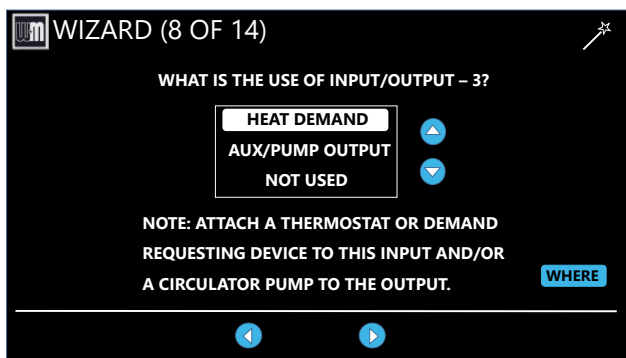 wm WIZARD (8 OF 14)
WHAT IS THE USE OF INPUT/OUTPUT – 3?
HEAT DEMAND
AUX/PUMP OUTPUT
NOT USED
NOTE: ATTACH A THERMOSTAT OR DEMAND
REQUESTING DEVICE TO THIS INPUT AND/OR
A CIRCULATOR PUMP TO THE OUTPUT.
WHERE